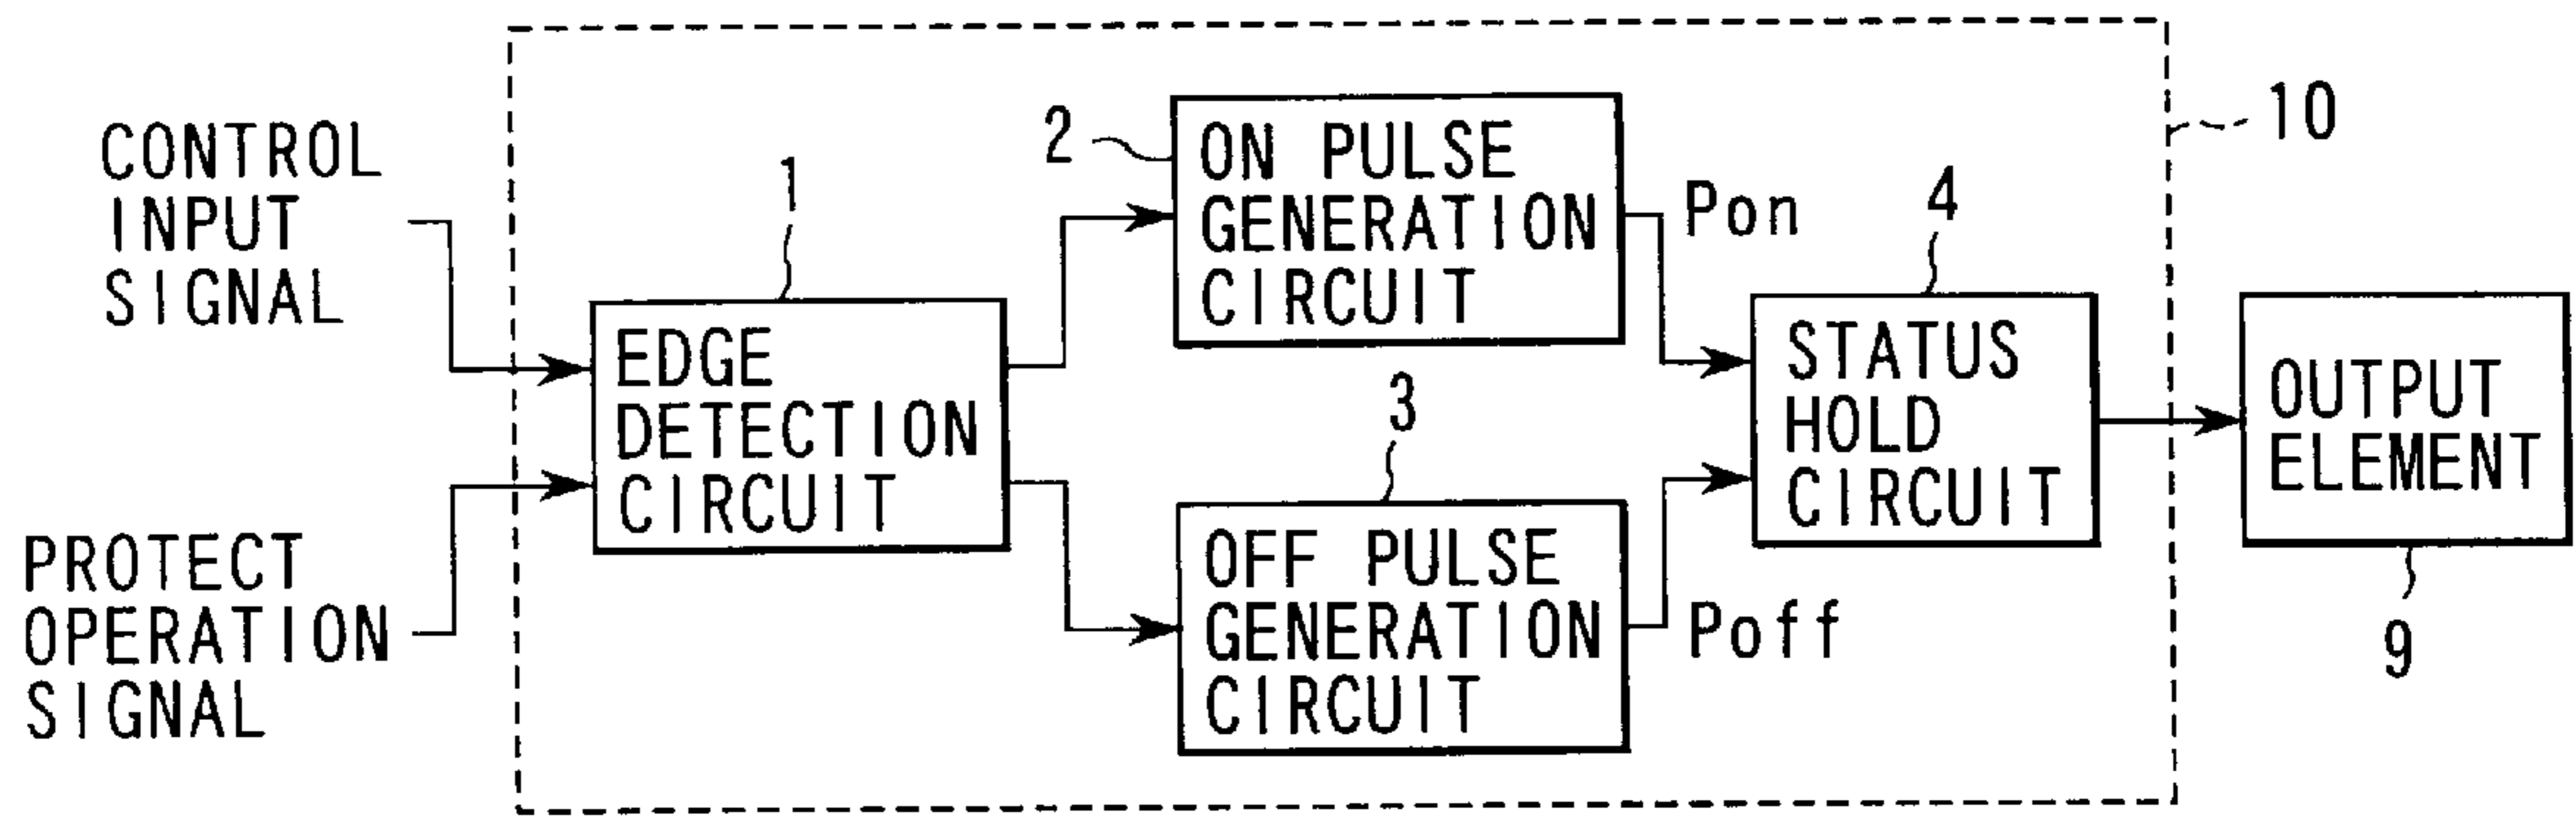 CONTROL
INPUT
SIGNAL
PROTECT
OPERATION
SIGNAL
1
EDGE
DETECTION
CIRCUIT
2
ON PULSE
GENERATION
CIRCUIT
Pon
3
OFF PULSE
GENERATION
CIRCUIT
Poff
4
STATUS
HOLD
CIRCUIT
10
OUTPUT
ELEMENT
9